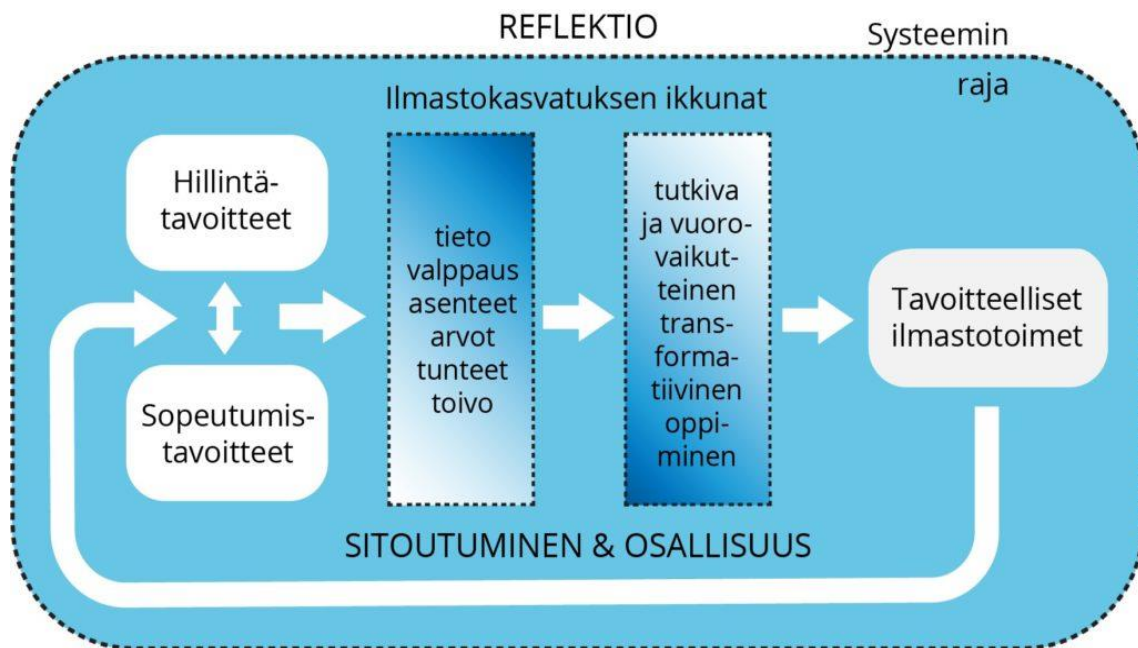 REFLEKTIO
Systeemin
raja
Ilmastokasvatuksen ikkunat
Hillintä-
tavoitteet
Sopeutumis-
tavoitteet
tieto
valppaus
asenteet
arvot
tunteet
toivo
tutkiva
ja vuoro-
vaikut-
teinen
trans-
forma-
tiivinen
oppi-
minen
Tavoitteelliset
ilmastotoimet
SITOUTUMINEN & OSALLISUUS